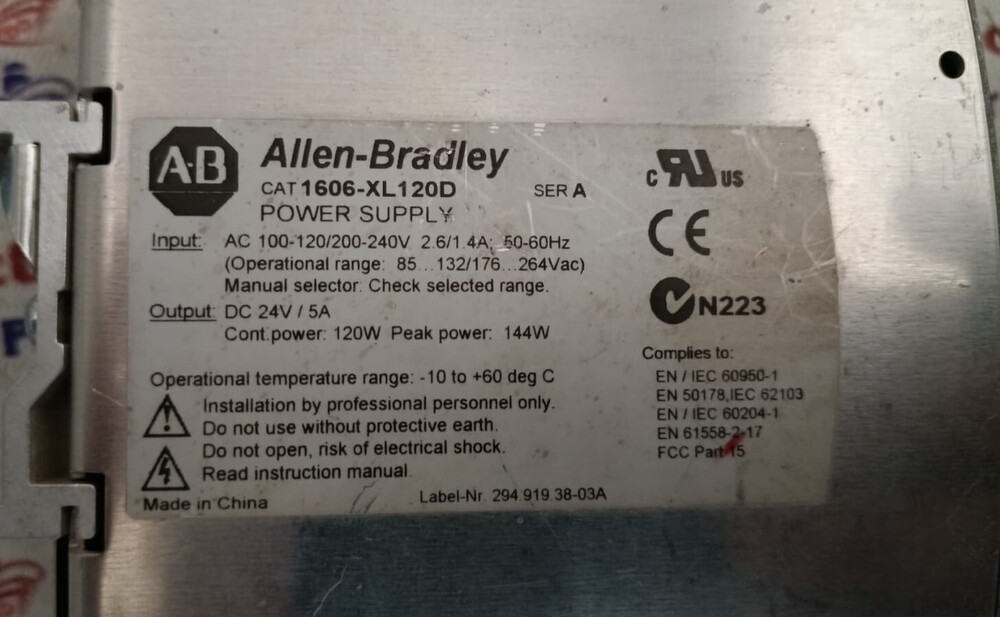 A-B Allen-Bradley
CAT 1606-XL120D SER A
POWER SUPPLY
Input: AC 100-120/200-240V 2.6/1.4A; 50-60Hz
(Operational range: 85...132/176...264Vac)
Manual selector: Check selected range.
Output: DC 24V / 5A
Cont.power: 120W Peak power: 144W
Operational temperature range: -10 to +60 deg C
Installation by professional personnel only.
Do not use without protective earth.
Do not open, risk of electrical shock.
Read instruction manual.
Made in China
Label-Nr. 294.919.38-03A
C RU US
CE
N223
Complies to:
EN / IEC 60950-1
EN 50178,IEC 62103
EN / IEC 60204-1
EN 61558-2-17
FCC Part 15